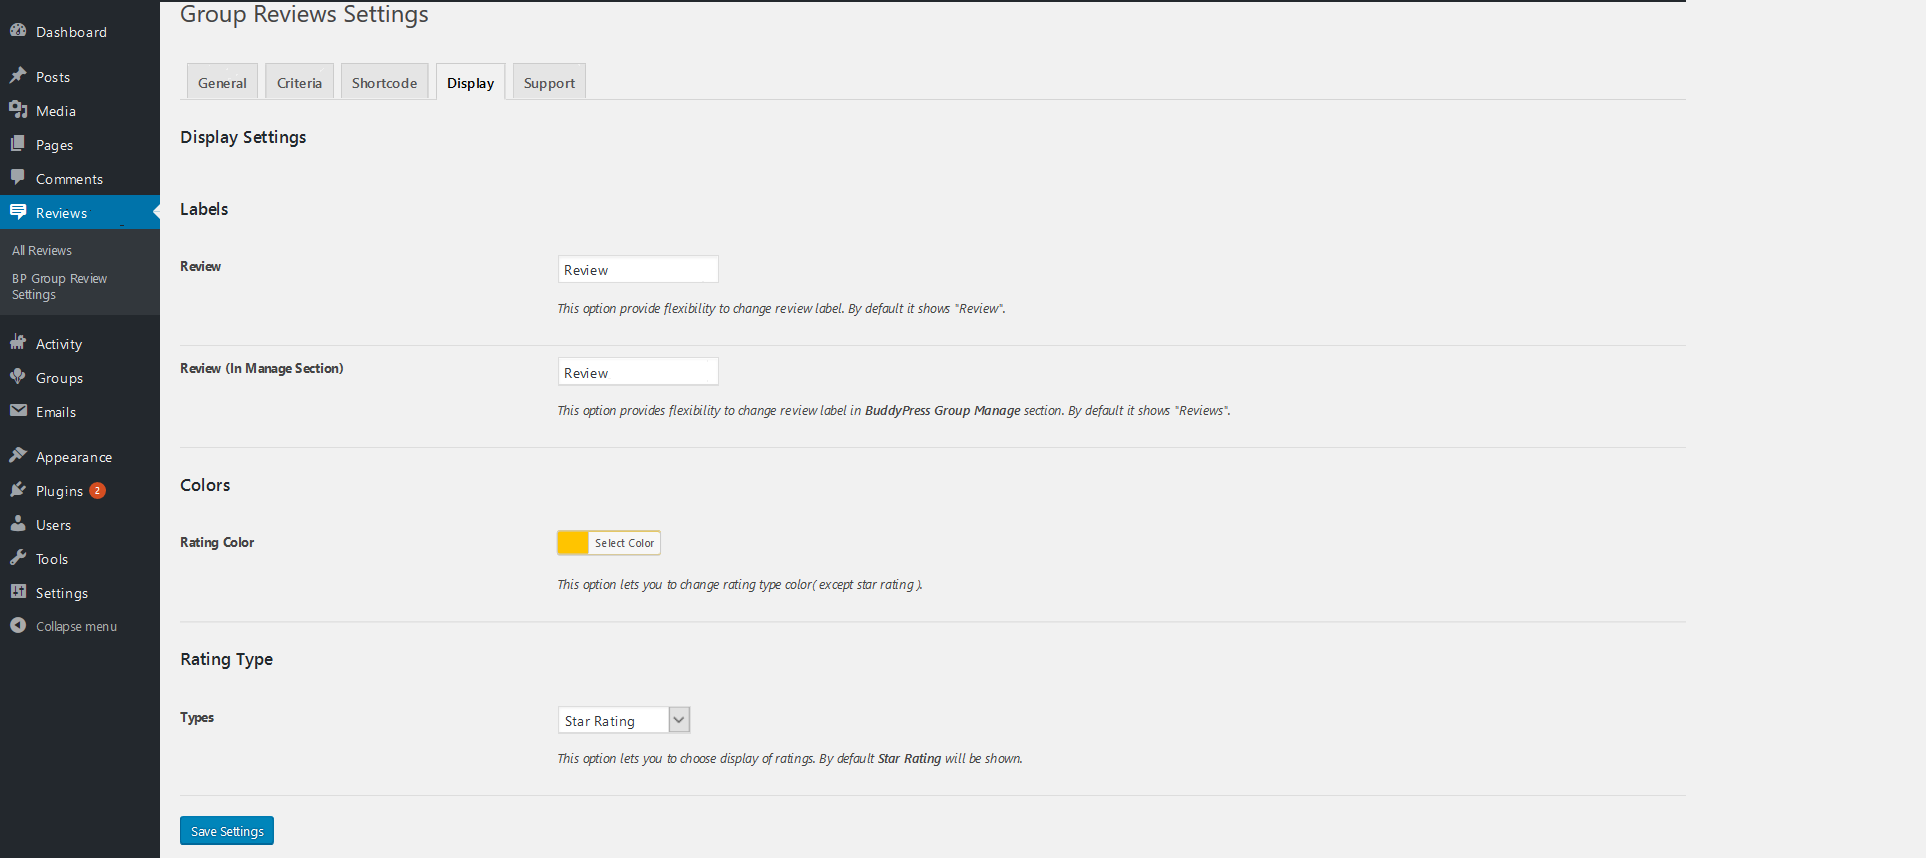 Dashboard
Posts
Media
Pages
Comments
Reviews
All Reviews
BP Group Review
Settings
Activity
Groups
Emails
Appearance
Plugins 2
Users
Tools
Settings
Collapse menu
Group Reviews Settings
General Criteria Shortcode Display Support
Display Settings
Labels
Review Review
This option provide flexibility to change review label. By default it shows "Review".
Review (In Manage Section) Review
This option provides flexibility to change review label in BuddyPress Group Manage section. By default it shows "Reviews".
Colors
Rating Color Select Color
This option lets you to change rating type color( except star rating ).
Rating Type
Types Star Rating
This option lets you to choose display of ratings. By default Star Rating will be shown.
Save Settings